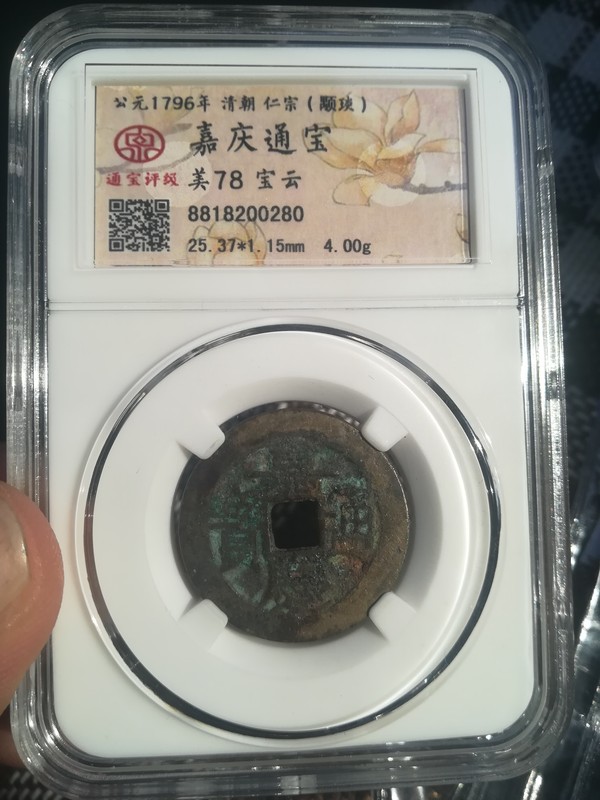 公元1796年 清朝 仁宗（颙琰）
嘉庆通宝
通宝评级 美78 宝云
8818200280
25.37*1.15mm 4.00g